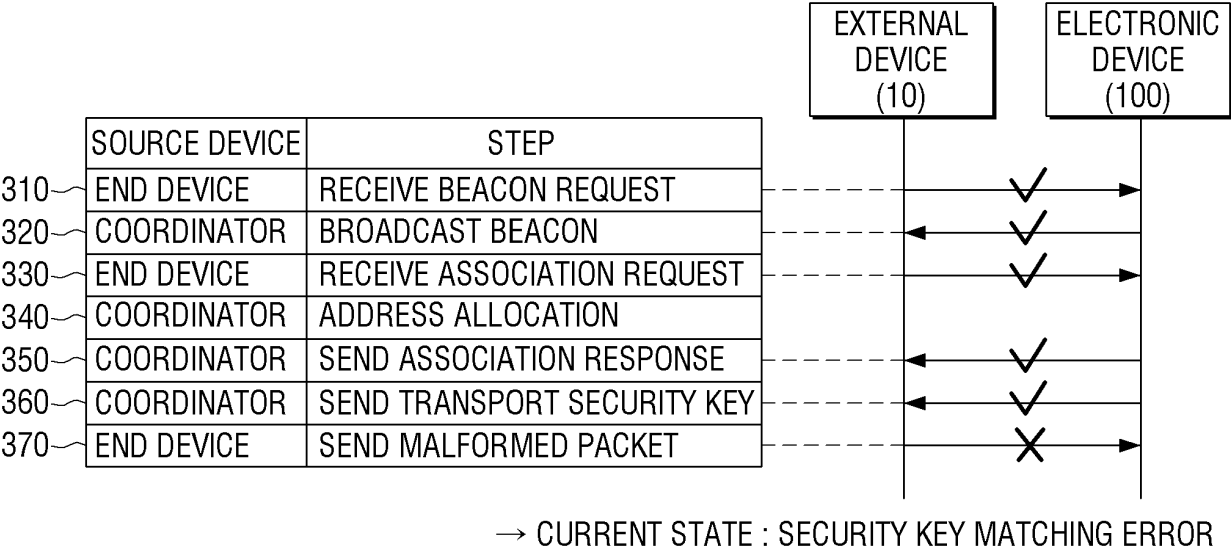 EXTERNAL
DEVICE
(10)
ELECTRONIC
DEVICE
(100)
SOURCE DEVICE STEP
310 END DEVICE RECEIVE BEACON REQUEST
320 COORDINATOR BROADCAST BEACON
330 END DEVICE RECEIVE ASSOCIATION REQUEST
340 COORDINATOR ADDRESS ALLOCATION
350 COORDINATOR SEND ASSOCIATION RESPONSE
360 COORDINATOR SEND TRANSPORT SECURITY KEY
370 END DEVICE SEND MALFORMED PACKET
→ CURRENT STATE : SECURITY KEY MATCHING ERROR